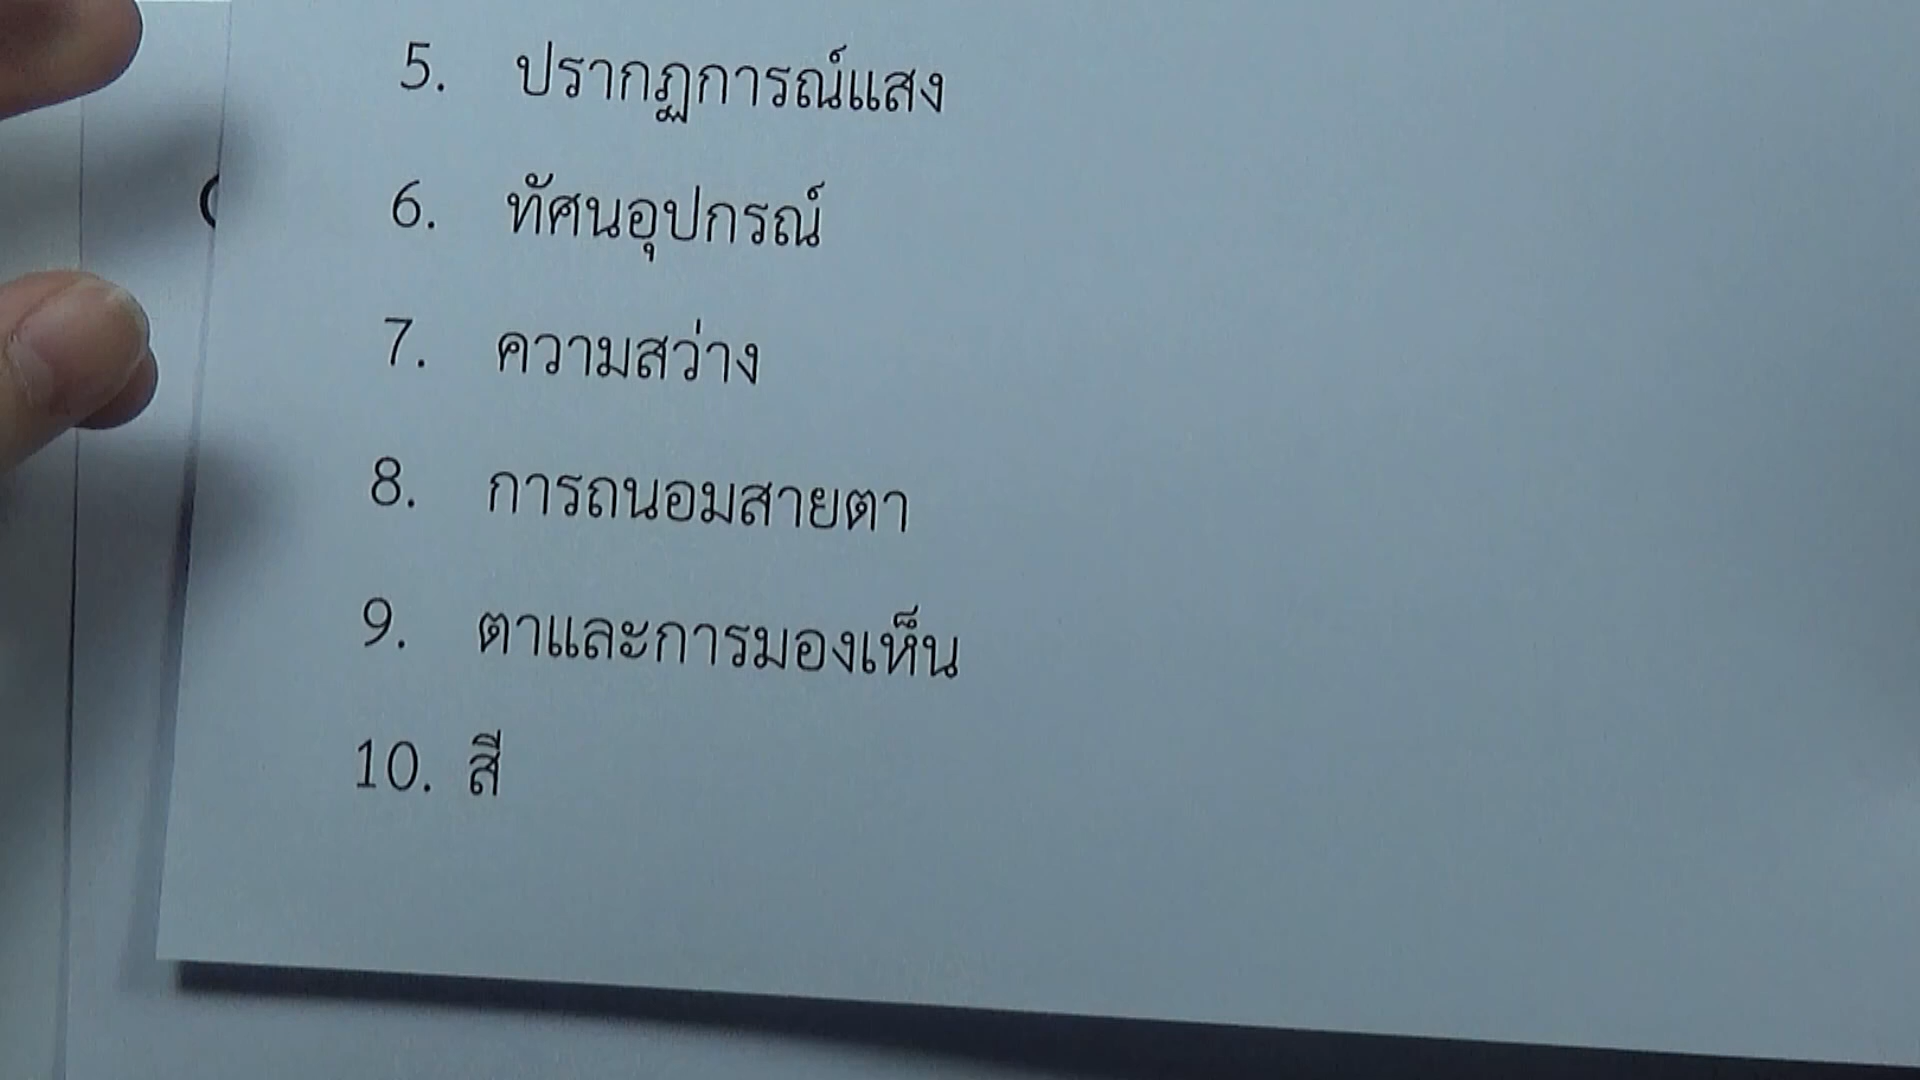 5. ปรากฏการณ์แสง
6. ทัศนอุปกรณ์
7. ความสว่าง
8. การถนอมสายตา
9. ตาและการมองเห็น
10. สี